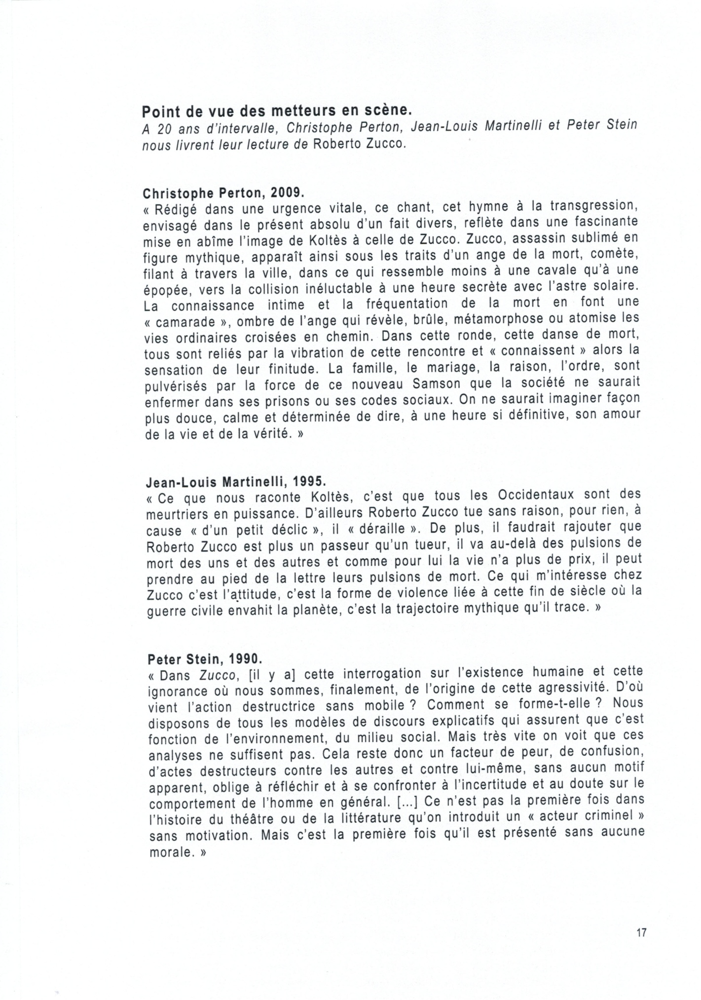 Point de vue des metteurs en scène.
A 20 ans d'intervalle, Christophe Perton, Jean-Louis Martinelli et Peter Stein
nous livrent leur lecture de Roberto Zucco.
Christophe Perton, 2009.
« Rédigé dans une urgence vitale, ce chant, cet hymne à la transgression,
envisagé dans le présent absolu d'un fait divers, reflète dans une fascinante
mise en abîme l'image de Koltès à celle de Zucco. Zucco, assassin sublimé en
figure mythique, apparaît ainsi sous les traits d'un ange de la mort, comète,
filant à travers la ville, dans ce qui ressemble moins à une cavale qu'à une
épopée, vers la collision inéluctable à une heure secrète avec l'astre solaire.
La connaissance intime et la fréquentation de la mort en font une
« camarade », ombre de l'ange qui révèle, brûle, métamorphose ou atomise les
vies ordinaires croisées en chemin. Dans cette ronde, cette danse de mort,
tous sont reliés par la vibration de cette rencontre et « connaissent » alors la
sensation de leur finitude. La famille, le mariage, la raison, l'ordre, sont
pulvérisés par la force de ce nouveau Samson que la société ne saurait
enfermer dans ses prisons ou ses codes sociaux. On ne saurait imaginer façon
plus douce, calme et déterminée de dire, à une heure si définitive, son amour
de la vie et de la vérité. »
Jean-Louis Martinelli, 1995.
« Ce que nous raconte Koltès, c'est que tous les Occidentaux sont des
meurtriers en puissance. D'ailleurs Roberto Zucco tue sans raison, pour rien, à
cause « d'un petit déclic », il « déraille ». De plus, il faudrait rajouter que
Roberto Zucco est plus un passeur qu'un tueur, il va au-delà des pulsions de
mort des uns et des autres et comme pour lui la vie n'a plus de prix, il peut
prendre au pied de la lettre leurs pulsions de mort. Ce qui m'intéresse chez
Zucco c'est l'attitude, c'est la forme de violence liée à cette fin de siècle où la
guerre civile envahit la planète, c'est la trajectoire mythique qu'il trace. »
Peter Stein, 1990.
« Dans Zucco, [il y a] cette interrogation sur l'existence humaine et cette
ignorance où nous sommes, finalement, de l'origine de cette agressivité. D'où
vient l'action destructrice sans mobile ? Comment se forme-t-elle ? Nous
disposons de tous les modèles de discours explicatifs qui assurent que c'est
fonction de l'environnement, du milieu social. Mais très vite on voit que ces
analyses ne suffisent pas. Cela reste donc un facteur de peur, de confusion,
d'actes destructeurs contre les autres et contre lui-même, sans aucun motif
apparent, oblige à réfléchir et à se confronter à l'incertitude et au doute sur le
comportement de l'homme en général. [...] Ce n'est pas la première fois dans
l'histoire du théâtre ou de la littérature qu'on introduit un « acteur criminel »
sans motivation. Mais c'est la première fois qu'il est présenté sans aucune
morale. »
17